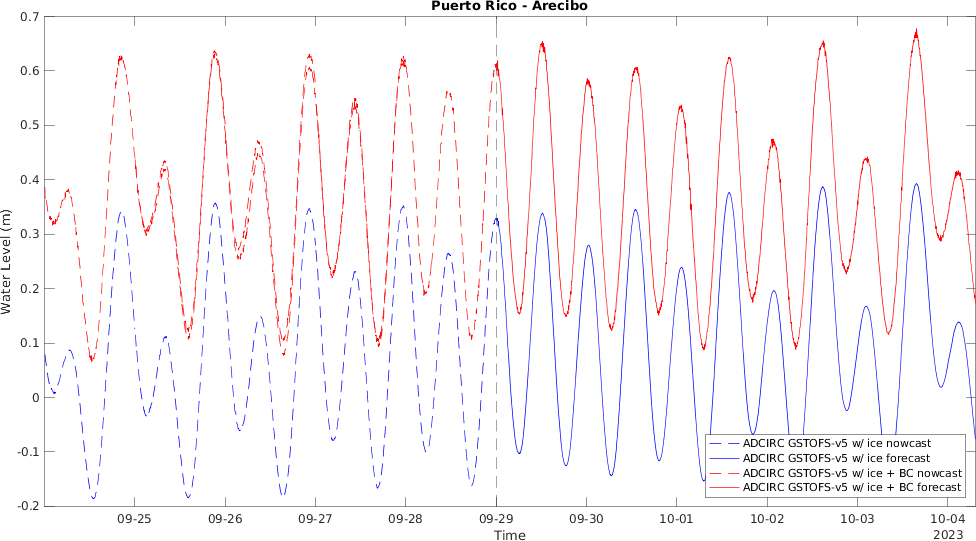 Puerto Rico - Arecibo
0.7
0.6
0.5
0.4
0.3
0.2
0.1
0
-0.1
-0.2
Water Level (m)
ADCIRC GSTOFS-v5 w/ ice nowcast
ADCIRC GSTOFS-v5 w/ ice forecast
ADCIRC GSTOFS-v5 w/ ice + BC nowcast
ADCIRC GSTOFS-v5 w/ ice + BC forecast
09-25 09-26 09-27 09-28 09-29 09-30 10-01 10-02 10-03 10-04
Time 2023